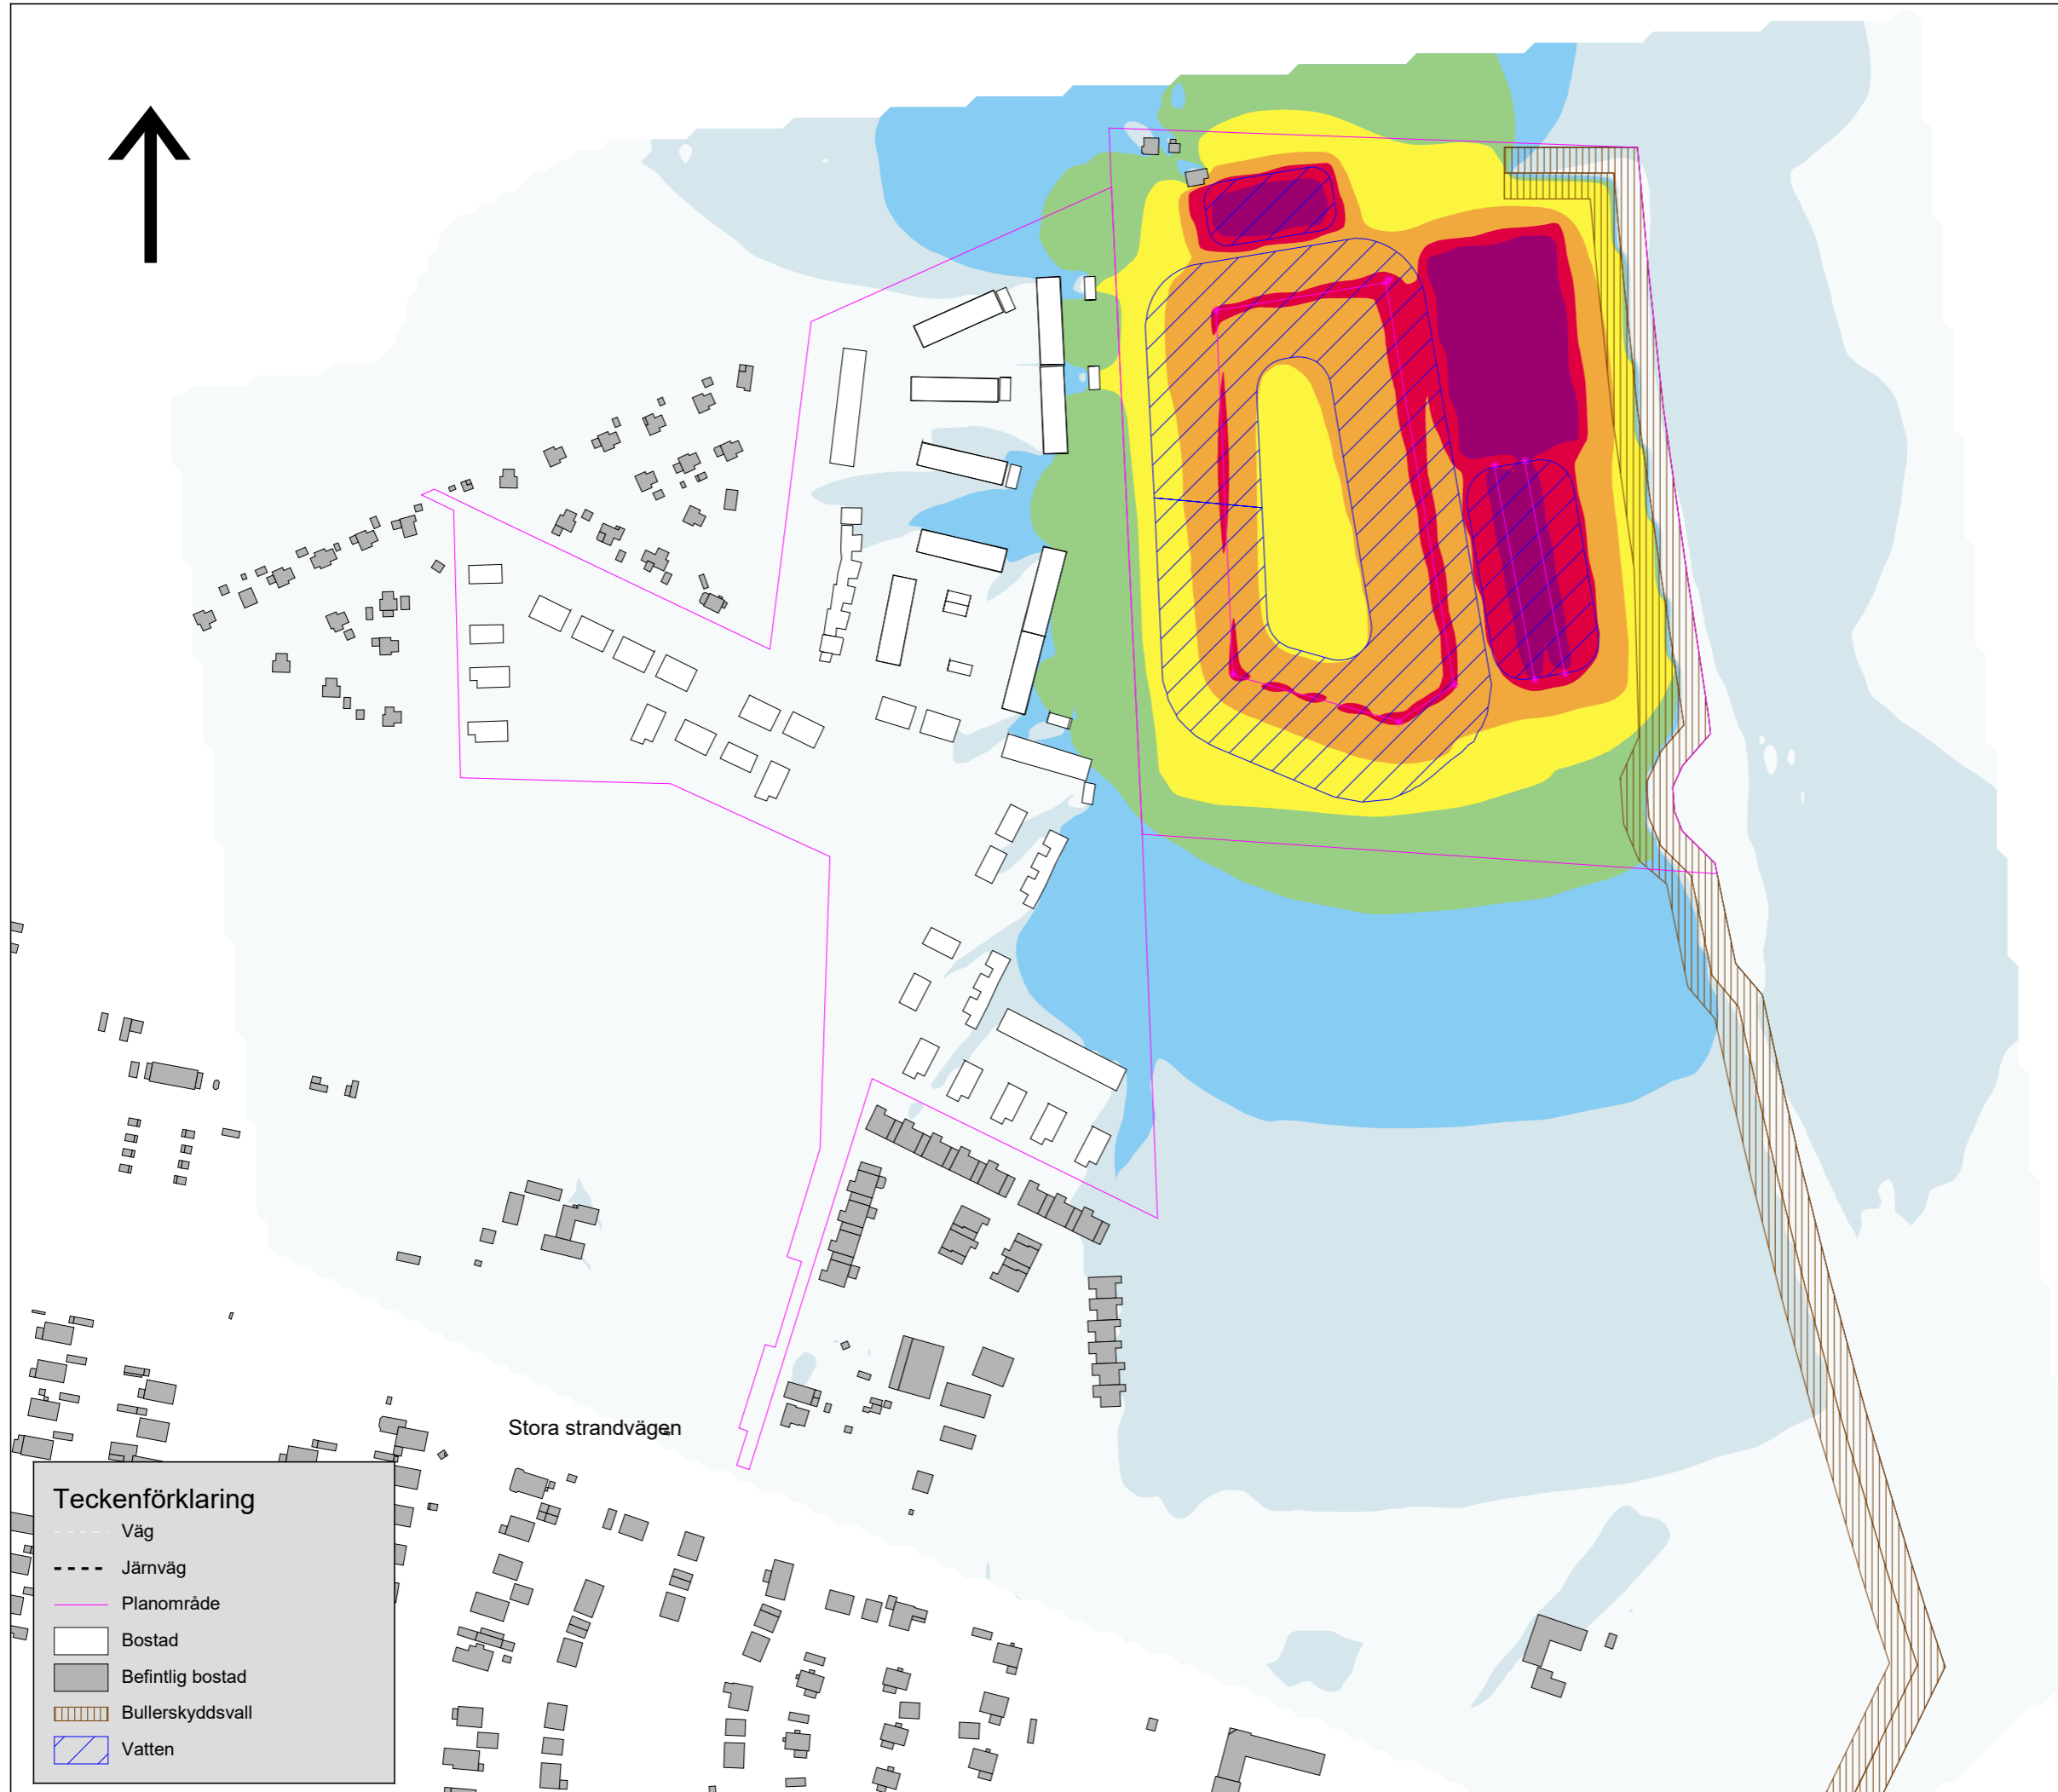 Stora strandvägen
Teckenförklaring
Väg
Järnväg
Planområde
Bostad
Befintlig bostad
Bullerskyddsvall
Vatten